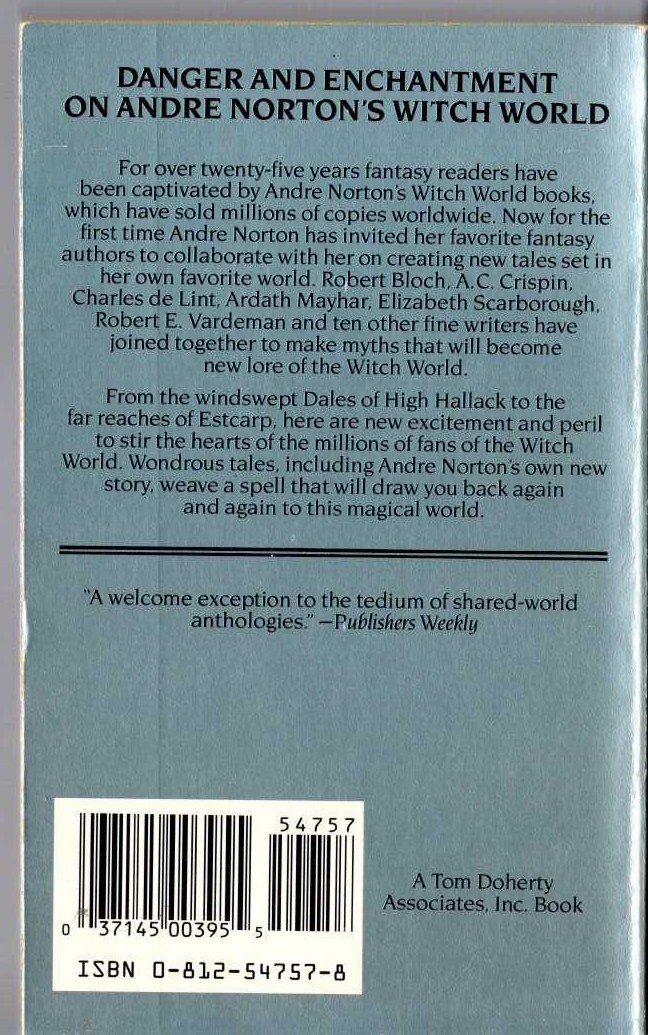 DANGER AND ENCHANTMENT
ON ANDRE NORTON'S WITCH WORLD
For over twenty-five years fantasy readers have
been captivated by Andre Norton's Witch World books,
which have sold millions of copies worldwide. Now for the
first time Andre Norton has invited her favorite fantasy
authors to collaborate with her on creating new tales set in
her own favorite world. Robert Bloch, A.C. Crispin,
Charles de Lint, Ardath Mayhar, Elizabeth Scarborough,
Robert E. Vardeman and ten other fine writers have
joined together to make myths that will become
new lore of the Witch World.
From the windswept Dales of High Hallack to the
far reaches of Estcarp, here are new excitement and peril
to stir the hearts of the millions of fans of the Witch
World. Wondrous tales, including Andre Norton's own new
story, weave a spell that will draw you back again
and again to this magical world.
"A welcome exception to the tedium of shared-world
anthologies." —Publishers Weekly
54757
0 37145 00395 5
ISBN 0-812-54757-8
A Tom Doherty
Associates, Inc. Book